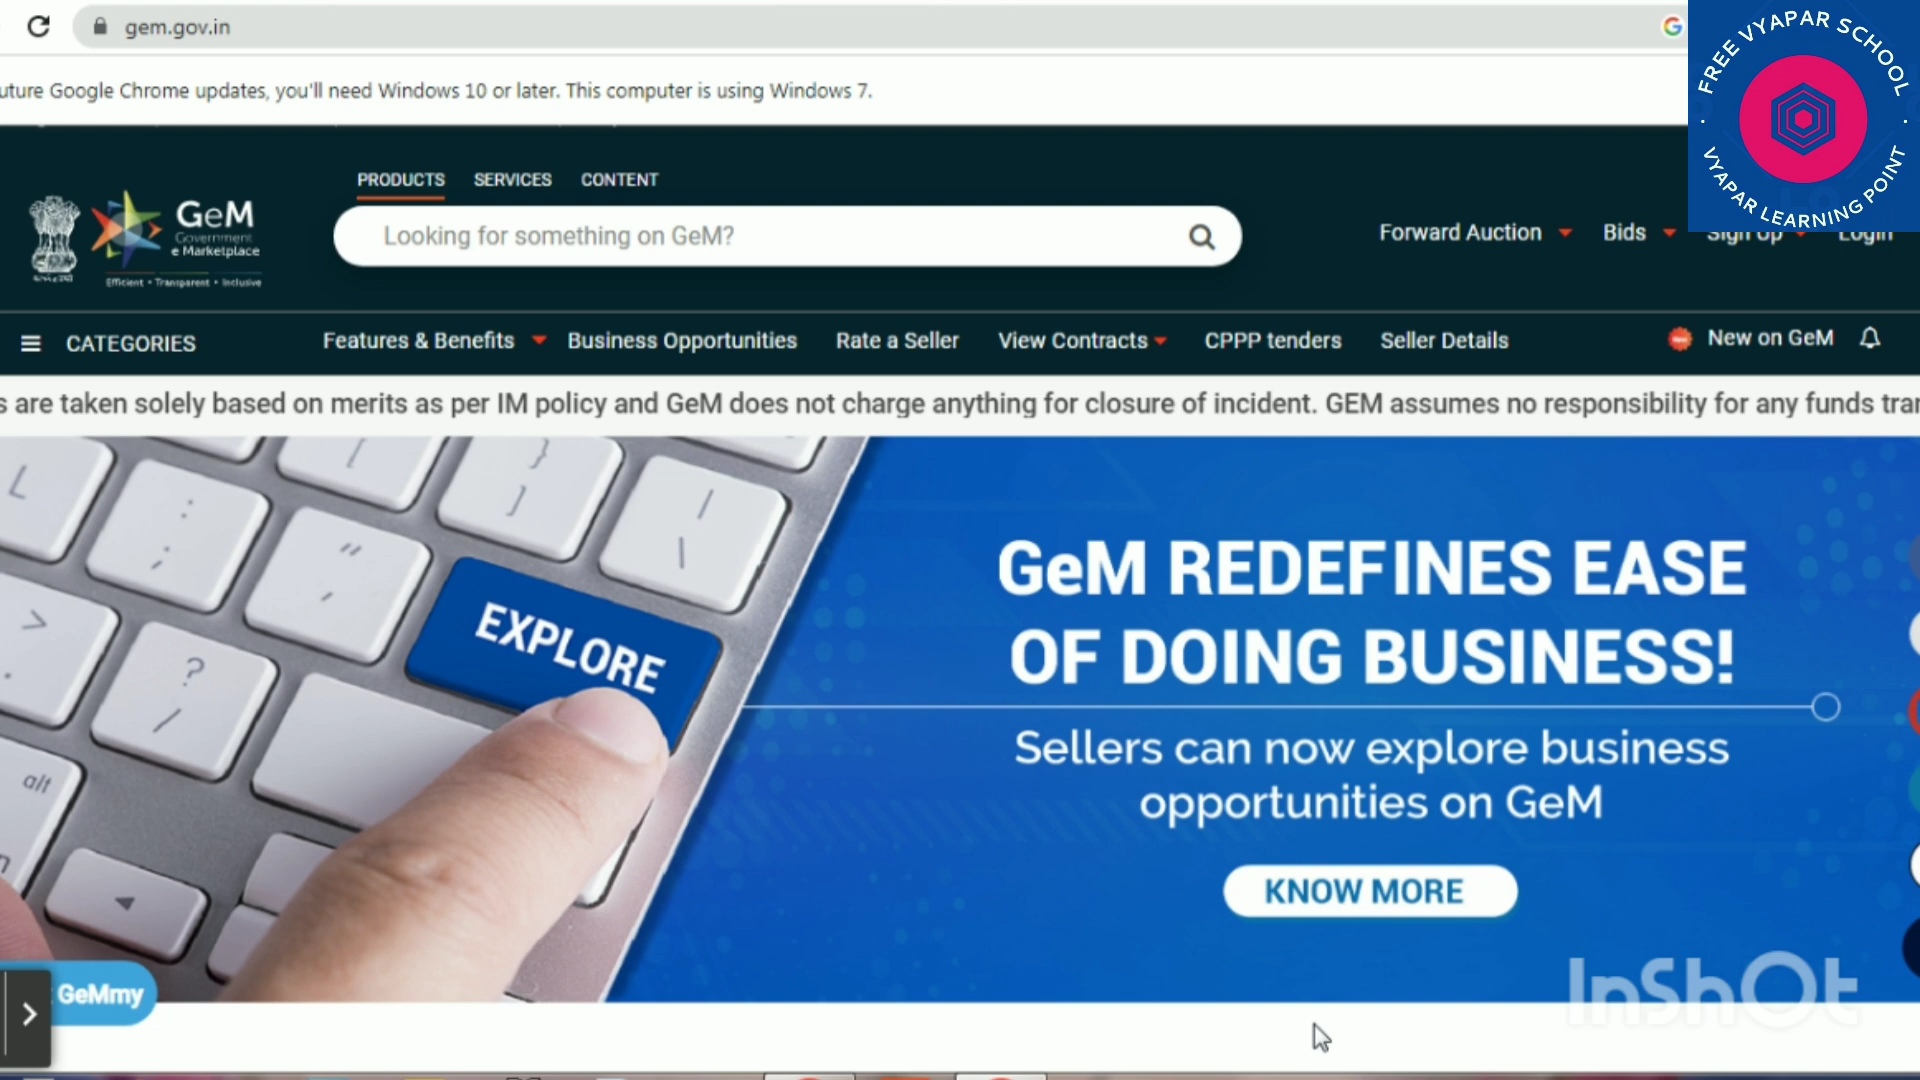 gem.gov.in
uture Google Chrome updates, you'll need Windows 10 or later. This computer is using Windows 7.
FREE VYAPAR SCHOOL
VYAPAR LEARNING POINT
PRODUCTS SERVICES CONTENT
GeM
Government
e Marketplace
Efficient • Transparent • Inclusive
Looking for something on GeM?
Forward Auction Bids Sign Up Login
CATEGORIES Features & Benefits Business Opportunities Rate a Seller View Contracts CPPP tenders Seller Details New on GeM
s are taken solely based on merits as per IM policy and GeM does not charge anything for closure of incident. GEM assumes no responsibility for any funds tran
EXPLORE
alt
GeM REDEFINES EASE
OF DOING BUSINESS!
Sellers can now explore business
opportunities on GeM
KNOW MORE
GeMmy
InShOt